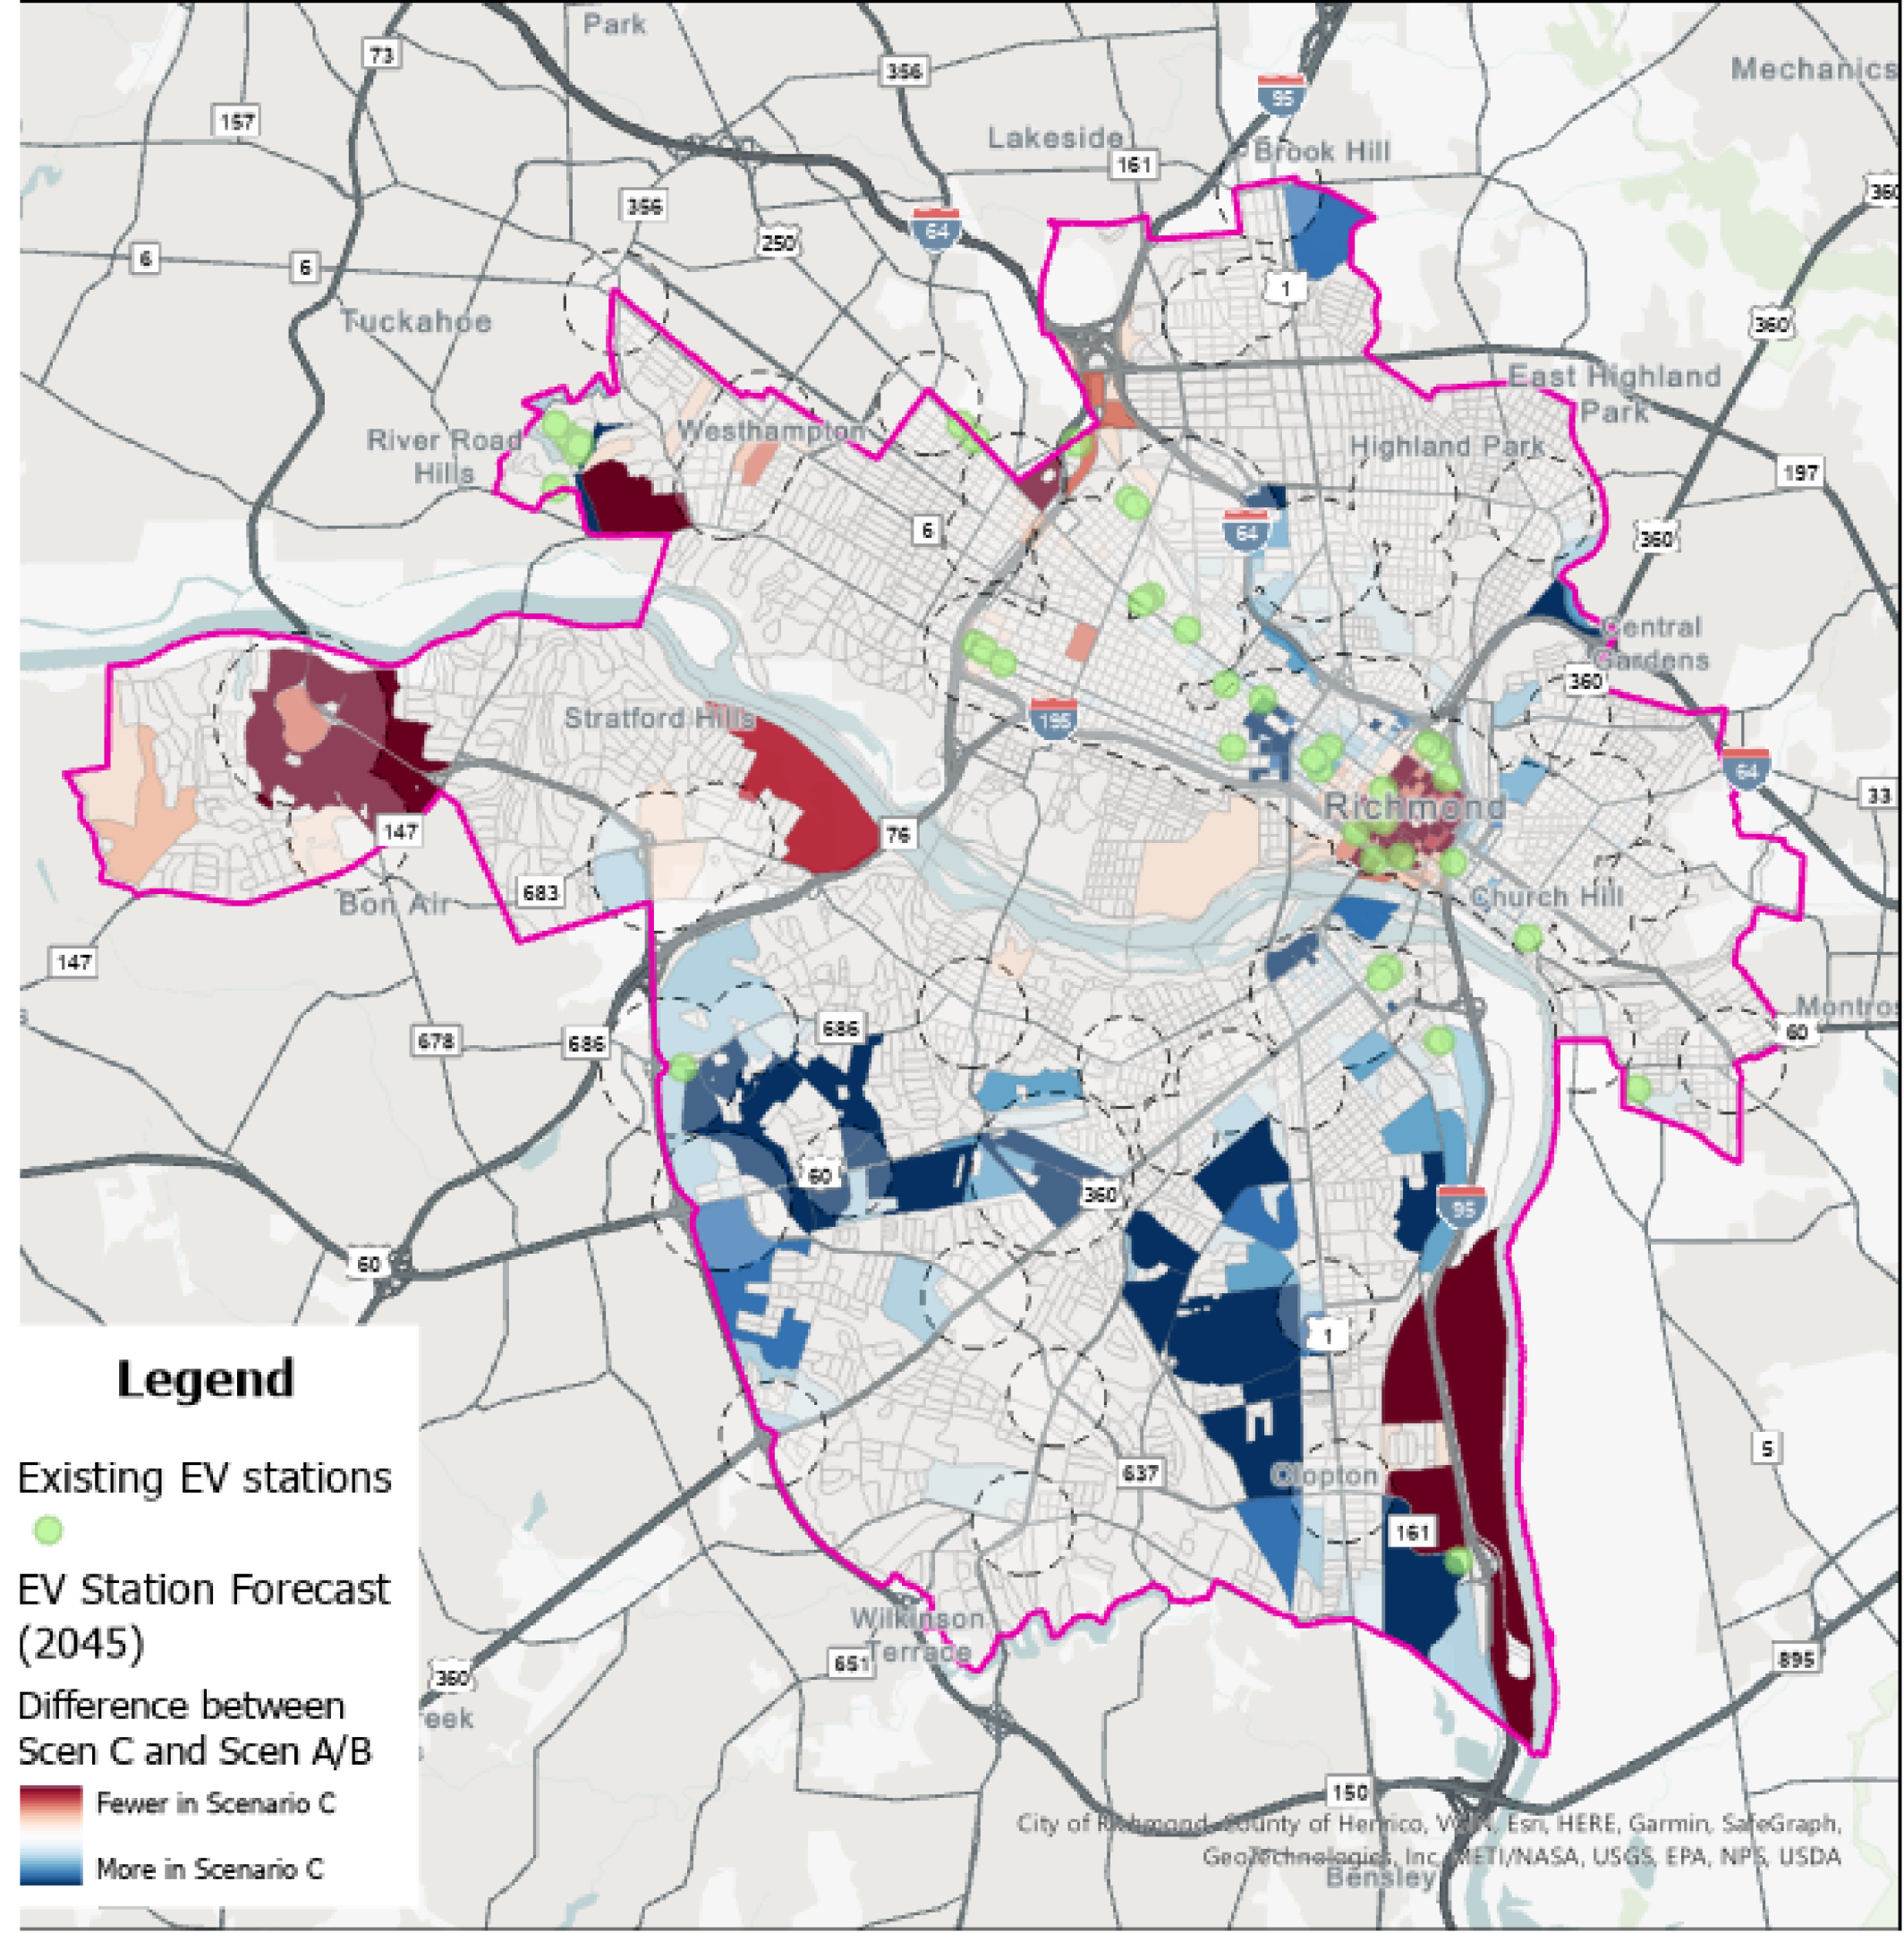 Park
73
356
Mechanics
95
157
Lakeside
161
Brook Hill
360
356
64
250
6
6
1
Tuckahoe
360
East Highland
Park
River Road
Hills
Westhampton
Highland Park
197
6
64
360
Central
Gardens
360
Stratford Hills
195
64
33
Richmond
147
76
683
Bon Air
Church Hill
147
Montro
678
686
686
60
60
360
95
60
1
Legend
Existing EV stations
EV Station Forecast
(2045)
Difference between
Scen C and Scen A/B
Fewer in Scenario C
More in Scenario C
5
637
Clopton
161
Wilkinson
Terrace
651
895
360
reek
150
City of Richmond, County of Henrico, VGIN, Esri, HERE, Garmin, SafeGraph,
GeoTechnologies, Inc, METI/NASA, USGS, EPA, NPS, USDA
Bensley